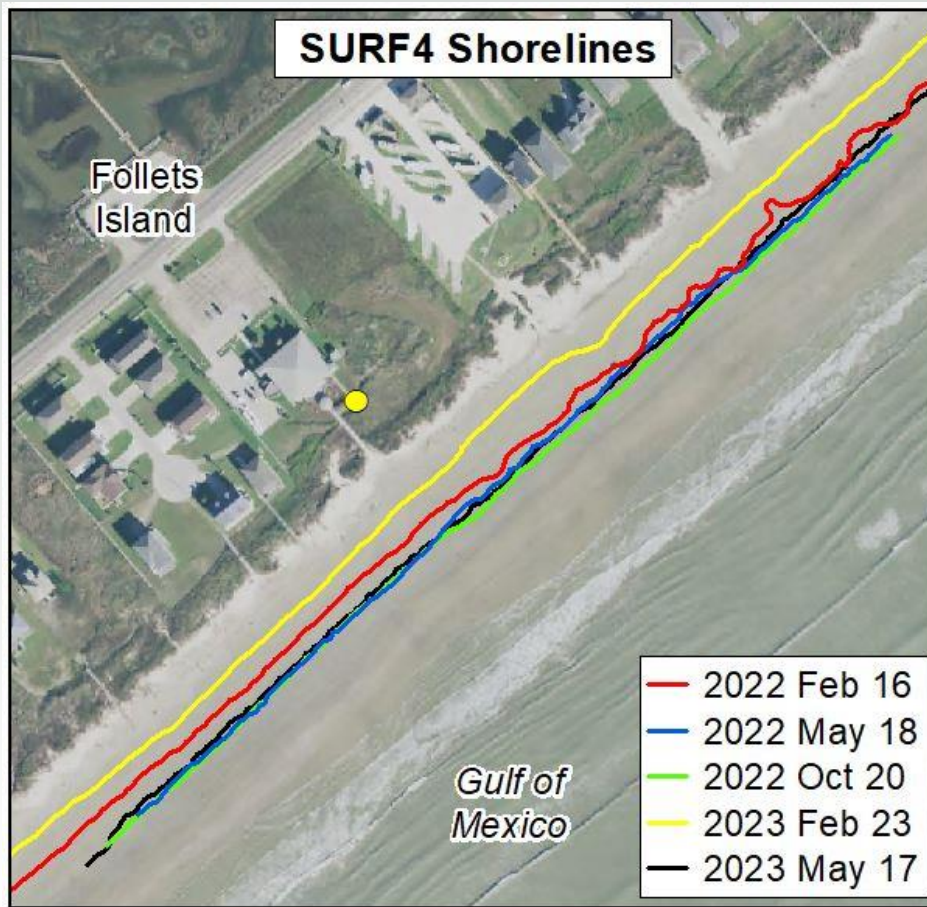 SURF4 Shorelines
Follets
Island
Gulf of
Mexico
2022 Feb 16
2022 May 18
2022 Oct 20
2023 Feb 23
2023 May 17